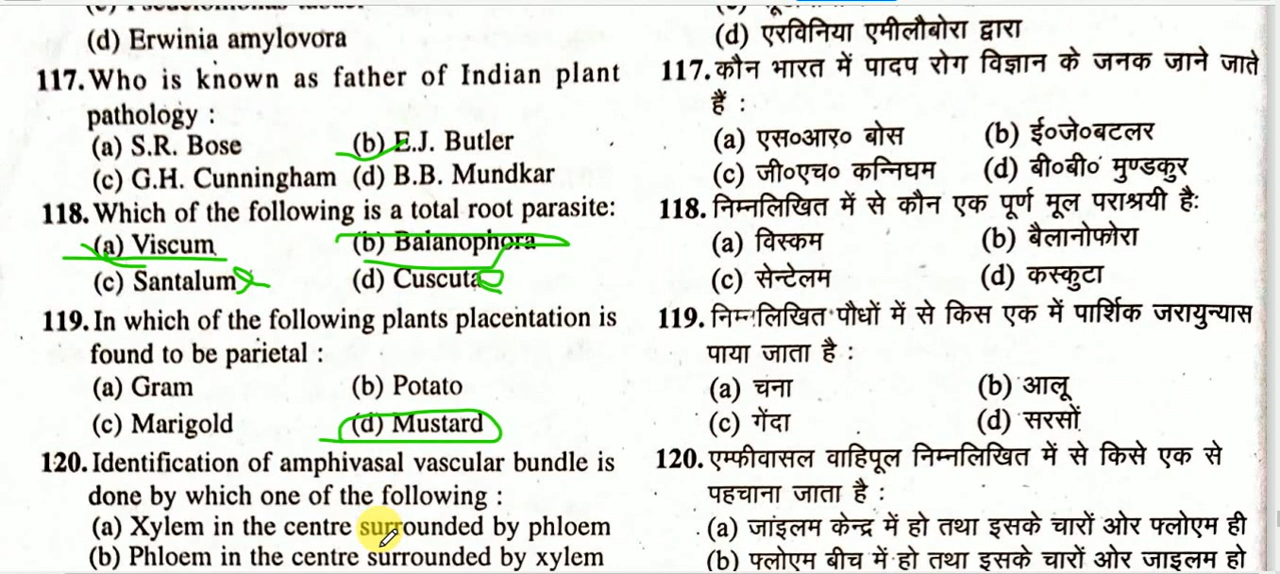 (d) Erwinia amylovora
117. Who is known as father of Indian plant
pathology :
(a) S.R. Bose (b) E.J. Butler
(c) G.H. Cunningham (d) B.B. Mundkar
118. Which of the following is a total root parasite:
(a) Viscum (b) Balanophora
(c) Santalum (d) Cuscuta
119. In which of the following plants placentation is
found to be parietal :
(a) Gram (b) Potato
(c) Marigold (d) Mustard
120. Identification of amphivasal vascular bundle is
done by which one of the following :
(a) Xylem in the centre surrounded by phloem
(b) Phloem in the centre surrounded by xylem
(d) एरविनिया एमीलौबोरा द्वारा
117. कौन भारत में पादप रोग विज्ञान के जनक जाने जाते
हैं :
(a) एस०आर० बोस (b) ई०जे०बटलर
(c) जी०एच० कन्निघम (d) बी०बी० मुण्डकुर
118. निम्नलिखित में से कौन एक पूर्ण मूल पराश्रयी है:
(a) विस्कम (b) बैलानोफोरा
(c) सेन्टेलम (d) कस्कुटा
119. निम्नलिखित पौधों में से किस एक में पार्शिक जरायुन्यास
पाया जाता है :
(a) चना (b) आलू
(c) गेंदा (d) सरसों
120. एम्फीवासल वाहिपूल निम्नलिखित में से किसे एक से
पहचाना जाता है :
(a) जाइलम केन्द्र में हो तथा इसके चारों ओर फ्लोएम ही
(b) फ्लोएम बीच में हो तथा इसके चारों ओर जाइलम हो